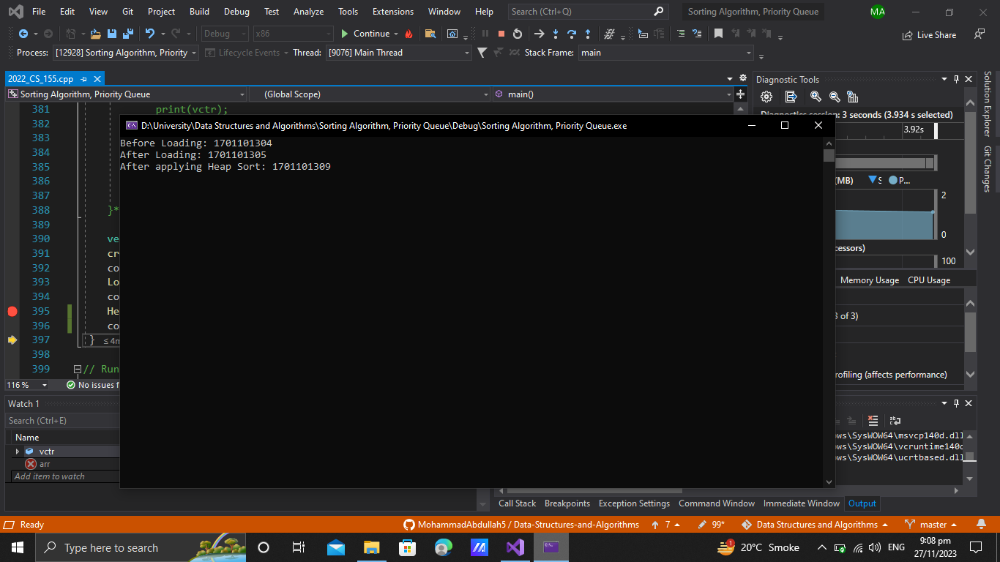 File Edit View Git Project Build Debug Test Analyze Tools Extensions Window Help Search (Ctrl+Q) Sorting Algorithm, Priority Queue MA
Debug x86 Continue Live Share
Process: [12928] Sorting Algorithm, Priority Lifecycle Events Thread: [9076] Main Thread Stack Frame: main
2022_CS_155.cpp
Diagnostic Tools
Solution Explorer
Git Changes
Sorting Algorithm, Priority Queue (Global Scope) main()
381 print(vctr);
Diagnostics session: 3 seconds (3.934 s selected)
D:\University\Data Structures and Algorithms\Sorting Algorithm, Priority Queue\Debug\Sorting Algorithm, Priority Queue.exe
382
3.92s
383
Before Loading: 1701101304
384
After Loading: 1701101305
385
After applying Heap Sort: 1701101309
386
(MB) S P...
387
2
388 }*
389
0
390 ve
391 cr
cessors)
392 co
100
393 Lo
Memory Usage CPU Usage
394 co
395 He
3 of 3)
396 co
397 } ≤ 4m
398
399 // Run
rofiling (affects performance)
116 % No issues f
Watch 1
Search (Ctrl+E)
Name
ows\SysWOW64\msvcp140d.dll
vctr
ows\SysWOW64\vcruntime140d
arr
ows\SysWOW64\ucrtbased.dll
Add item to watch
Call Stack Breakpoints Exception Settings Command Window Immediate Window Output
Ready MohammadAbdullah5 / Data-Structures-and-Algorithms 7 99* Data Structures and Algorithms master
Type here to search 1 20°C Smoke ENG 9:08 pm
27/11/2023